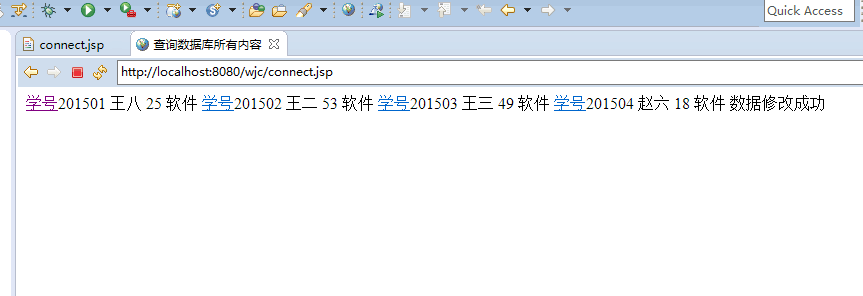 Quick Access
connect.jsp 查询数据库所有内容
http://localhost:8080/wjc/connect.jsp
学号201501 王八 25 软件 学号201502 王二 53 软件 学号201503 王三 49 软件 学号201504 赵六 18 软件 数据修改成功